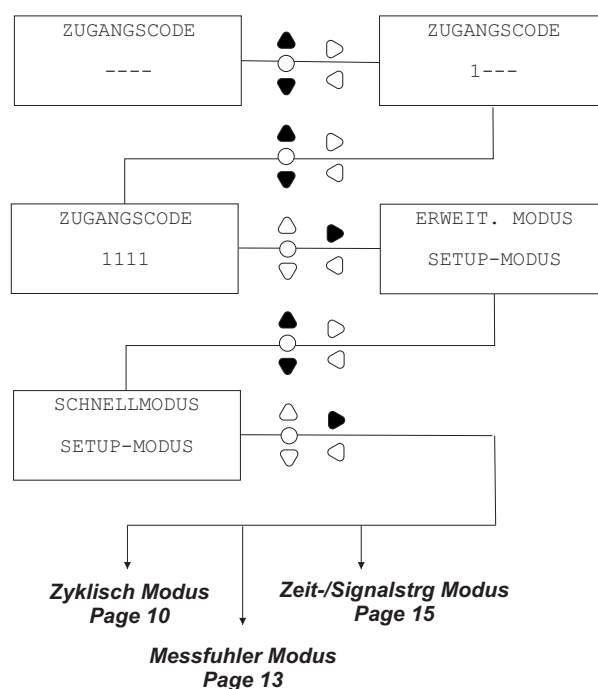 ZUGANGSCODE
----
ZUGANGSCODE
1---
ZUGANGSCODE
1111
ERWEIT. MODUS
SETUP-MODUS
SCHNELLMODUS
SETUP-MODUS
Zyklisch Modus
Page 10
Zeit-/Signalstrg Modus
Page 15
Messfuhler Modus
Page 13